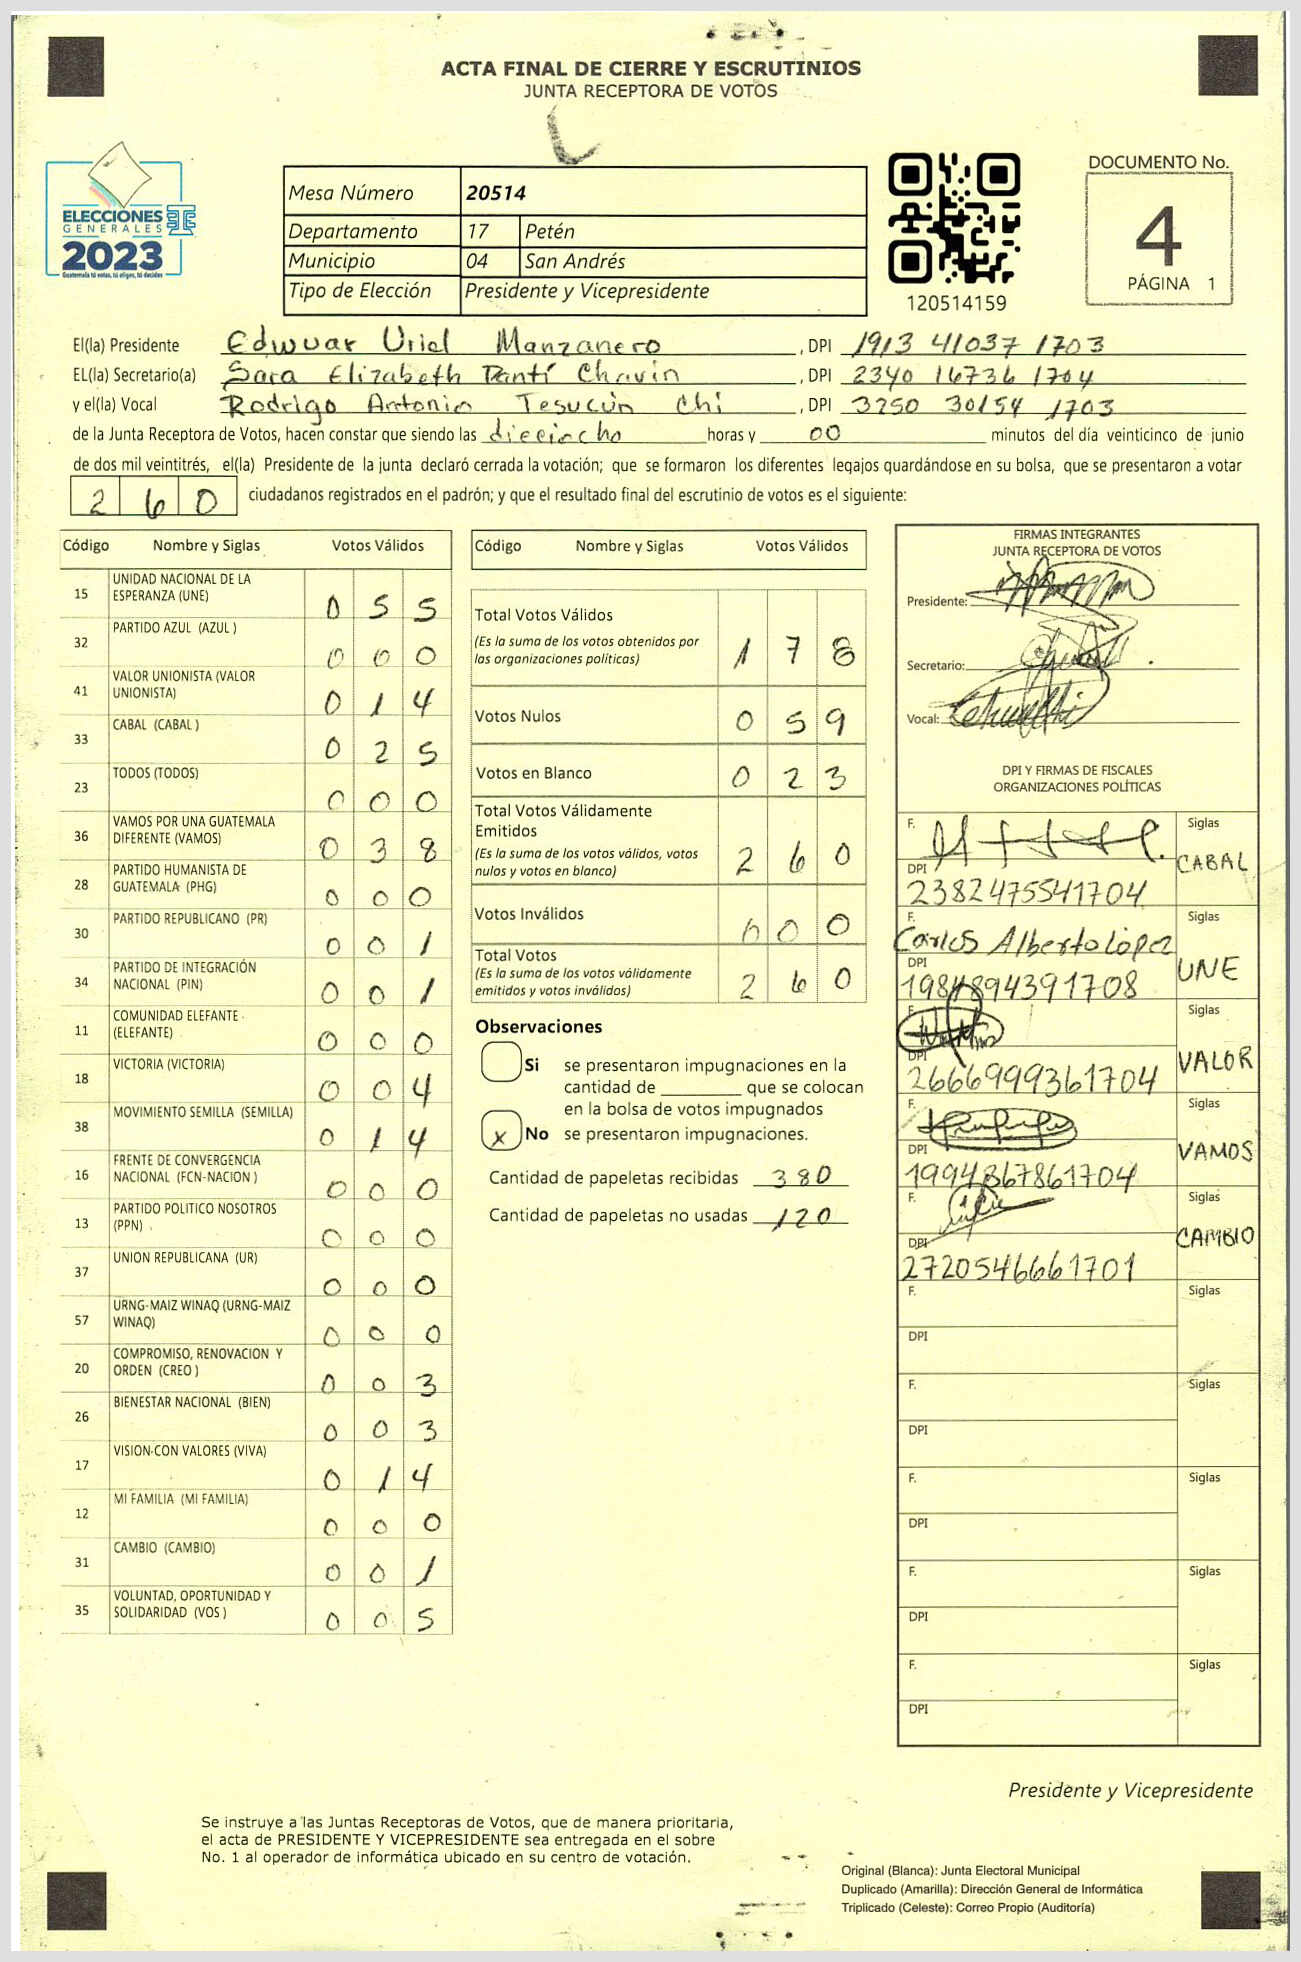 ACTA FINAL DE CIERRE Y ESCRUTINIOS
JUNTA RECEPTORA DE VOTOS
ELECCIONES
GENERALES
2023
Guatemala tú votas, tú eliges, tú decides
Mesa Número 20514
Departamento 17 Petén
Municipio 04 San Andrés
Tipo de Elección Presidente y Vicepresidente
120514159
DOCUMENTO No.
4
PÁGINA 1
El(la) Presidente Edwuar Uriel Manzanero , DPI 1913 41037 1703
EL(la) Secretario(a) Sara Elizabeth Pantí Chavin , DPI 2340 16736 1704
y el(la) Vocal Rodrigo Antonio Tesucún Chi , DPI 3250 30154 1703
de la Junta Receptora de Votos, hacen constar que siendo las dieciocho horas y 00 minutos del día veinticinco de junio
de dos mil veintitrés, el(la) Presidente de la junta declaró cerrada la votación; que se formaron los diferentes legajos guardándose en su bolsa, que se presentaron a votar
260 ciudadanos registrados en el padrón; y que el resultado final del escrutinio de votos es el siguiente:
Código Nombre y Siglas Votos Válidos
15 UNIDAD NACIONAL DE LA
ESPERANZA (UNE) 0 5 5
32 PARTIDO AZUL (AZUL ) 0 0 0
41 VALOR UNIONISTA (VALOR
UNIONISTA) 0 1 4
33 CABAL (CABAL ) 0 2 5
23 TODOS (TODOS) 0 0 0
36 VAMOS POR UNA GUATEMALA
DIFERENTE (VAMOS) 0 3 8
28 PARTIDO HUMANISTA DE
GUATEMALA (PHG) 0 0 0
30 PARTIDO REPUBLICANO (PR) 0 0 1
34 PARTIDO DE INTEGRACIÓN
NACIONAL (PIN) 0 0 1
11 COMUNIDAD ELEFANTE
(ELEFANTE) 0 0 0
18 VICTORIA (VICTORIA) 0 0 4
38 MOVIMIENTO SEMILLA (SEMILLA) 0 1 4
16 FRENTE DE CONVERGENCIA
NACIONAL (FCN-NACION ) 0 0 0
13 PARTIDO POLITICO NOSOTROS
(PPN) 0 0 0
37 UNION REPUBLICANA (UR) 0 0 0
57 URNG-MAIZ WINAQ (URNG-MAIZ
WINAQ) 0 0 0
20 COMPROMISO, RENOVACION Y
ORDEN (CREO ) 0 0 3
26 BIENESTAR NACIONAL (BIEN) 0 0 3
17 VISION CON VALORES (VIVA) 0 1 4
12 MI FAMILIA (MI FAMILIA) 0 0 0
31 CAMBIO (CAMBIO) 0 0 1
35 VOLUNTAD, OPORTUNIDAD Y
SOLIDARIDAD (VOS ) 0 0 5
Código Nombre y Siglas Votos Válidos
Total Votos Válidos
(Es la suma de los votos obtenidos por
las organizaciones políticas) 1 7 8
Votos Nulos 0 5 9
Votos en Blanco 0 2 3
Total Votos Válidamente
Emitidos
(Es la suma de los votos válidos, votos
nulos y votos en blanco) 2 6 0
Votos Inválidos 0 0 0
Total Votos
(Es la suma de los votos válidamente
emitidos y votos inválidos) 2 6 0
Observaciones
Si se presentaron impugnaciones en la
cantidad de ________ que se colocan
en la bolsa de votos impugnados
x No se presentaron impugnaciones.
Cantidad de papeletas recibidas 380
Cantidad de papeletas no usadas 120
FIRMAS INTEGRANTES
JUNTA RECEPTORA DE VOTOS
Presidente:
Secretario:
Vocal:
DPI Y FIRMAS DE FISCALES
ORGANIZACIONES POLÍTICAS
F. Siglas
CABAL
DPI
2382475541704
F. Siglas
Carlos Alberto López
UNE
DPI
1984894391708
F. Siglas
VALOR
DPI
2666999361704
F. Siglas
VAMOS
DPI
1994867861704
F. Siglas
CAMBIO
DPI
2720546661701
F. Siglas
DPI
F. Siglas
DPI
F. Siglas
DPI
F. Siglas
DPI
F. Siglas
DPI
Presidente y Vicepresidente
Se instruye a las Juntas Receptoras de Votos, que de manera prioritaria,
el acta de PRESIDENTE Y VICEPRESIDENTE sea entregada en el sobre
No. 1 al operador de informática ubicado en su centro de votación.
Original (Blanca): Junta Electoral Municipal
Duplicado (Amarilla): Dirección General de Informática
Triplicado (Celeste): Correo Propio (Auditoría)